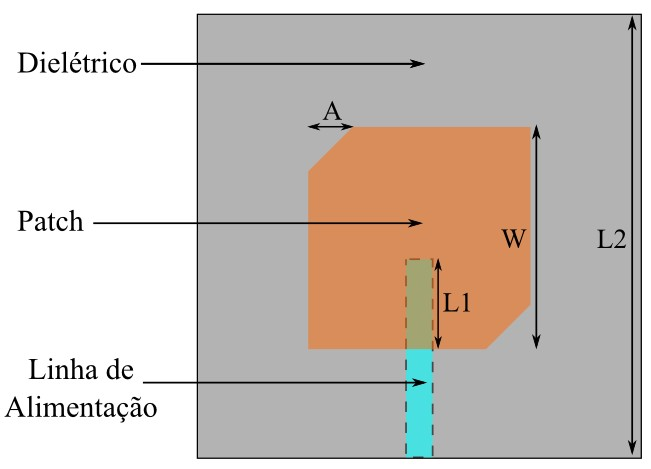 Dielétrico
A
Patch
W
L2
L1
Linha de
Alimentação